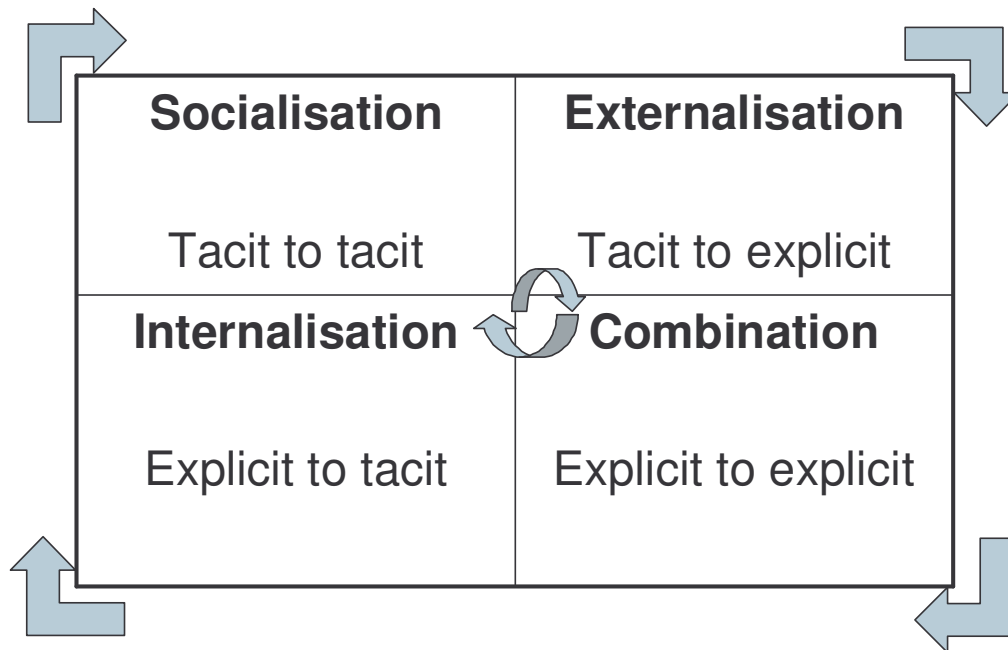 Socialisation
Externalisation
Tacit to tacit
Tacit to explicit
Internalisation
Combination
Explicit to tacit
Explicit to explicit